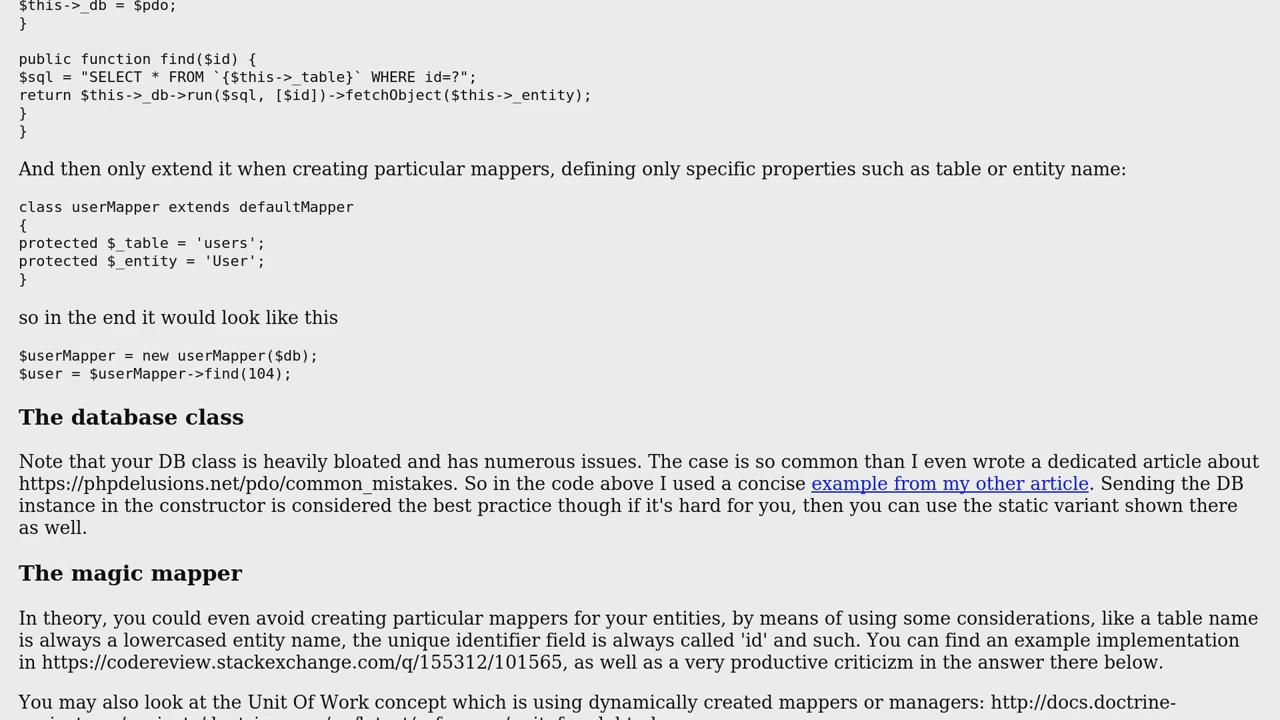 $this->_db = $pdo;
}
public function find($id) {
$sql = "SELECT * FROM `{$this->_table}` WHERE id=?";
return $this->_db->run($sql, [$id])->fetchObject($this->_entity);
}
}
And then only extend it when creating particular mappers, defining only specific properties such as table or entity name:
class userMapper extends defaultMapper
{
protected $_table = 'users';
protected $_entity = 'User';
}
so in the end it would look like this
$userMapper = new userMapper($db);
$user = $userMapper->find(104);
The database class
Note that your DB class is heavily bloated and has numerous issues. The case is so common than I even wrote a dedicated article about
https://phpdelusions.net/pdo/common_mistakes. So in the code above I used a concise example from my other article. Sending the DB
instance in the constructor is considered the best practice though if it's hard for you, then you can use the static variant shown there
as well.
The magic mapper
In theory, you could even avoid creating particular mappers for your entities, by means of using some considerations, like a table name
is always a lowercased entity name, the unique identifier field is always called 'id' and such. You can find an example implementation
in https://codereview.stackexchange.com/q/155312/101565, as well as a very productive criticizm in the answer there below.
You may also look at the Unit Of Work concept which is using dynamically created mappers or managers: http://docs.doctrine-